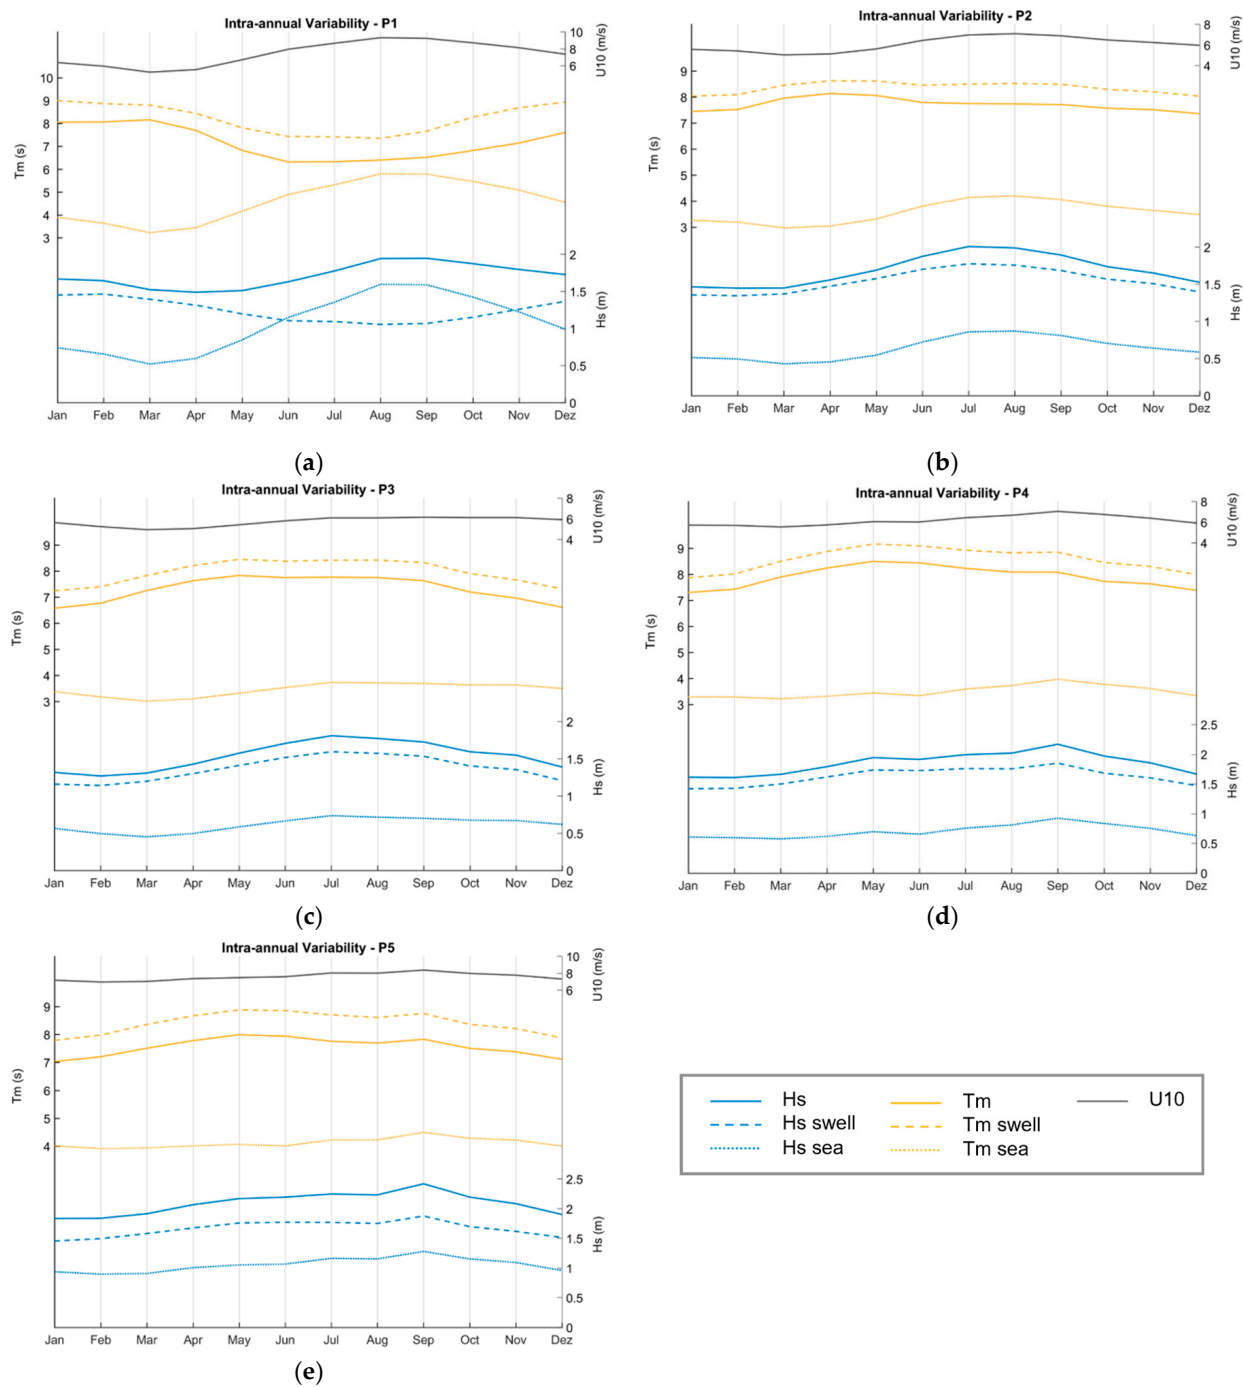 Intra-annual Variability - P1
10
8
6
U10 (m/s)
10
9
8
7
6
5
4
3
Tm (s)
2
1.5
1
0.5
0
Hs (m)
Jan Feb Mar Apr May Jun Jul Aug Sep Oct Nov Dez
(a)
Intra-annual Variability - P2
8
6
4
U10 (m/s)
9
8
7
6
5
4
3
Tm (s)
2
1.5
1
0.5
0
Hs (m)
Jan Feb Mar Apr May Jun Jul Aug Sep Oct Nov Dez
(b)
Intra-annual Variability - P3
8
6
4
U10 (m/s)
9
8
7
6
5
4
3
Tm (s)
2
1.5
1
0.5
0
Hs (m)
Jan Feb Mar Apr May Jun Jul Aug Sep Oct Nov Dez
(c)
Intra-annual Variability - P4
8
6
4
U10 (m/s)
9
8
7
6
5
4
3
Tm (s)
2.5
2
1.5
1
0.5
0
Hs (m)
Jan Feb Mar Apr May Jun Jul Aug Sep Oct Nov Dez
(d)
Intra-annual Variability - P5
10
8
6
U10 (m/s)
9
8
7
6
5
4
Tm (s)
2.5
2
1.5
1
0.5
0
Hs (m)
Jan Feb Mar Apr May Jun Jul Aug Sep Oct Nov Dez
(e)
Hs Tm U10
Hs swell Tm swell
Hs sea Tm sea